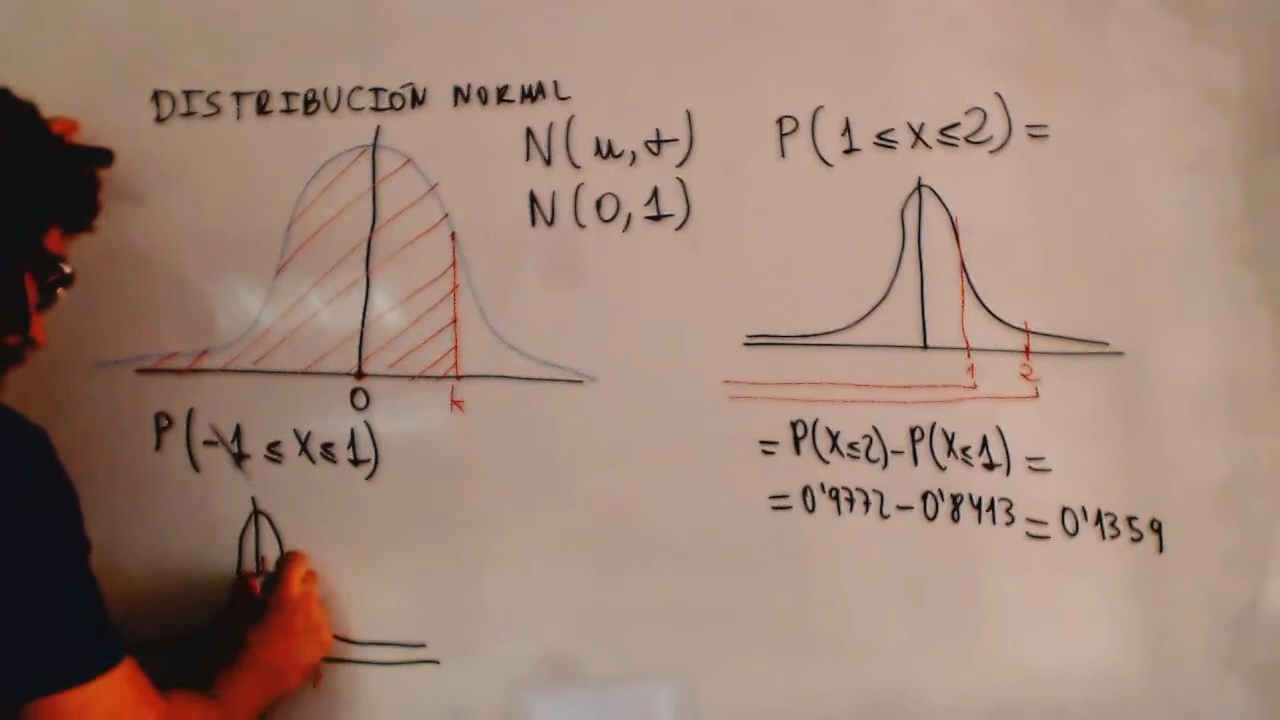 DISTRIBUCIÓN NORMAL
N(μ,σ)
N(0,1)
0
k
P(-1≤x≤1)
P(1≤x≤2)=
1 2
=P(x≤2)-P(x≤1)=
=0'9772-0'8413=0'1359